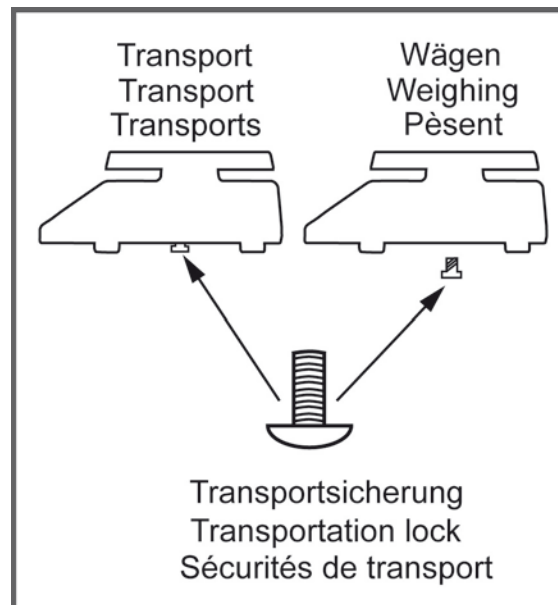 Transport
Transport
Transports
Wägen
Weighing
Pèsent
Transportsicherung
Transportation lock
Sécurités de transport